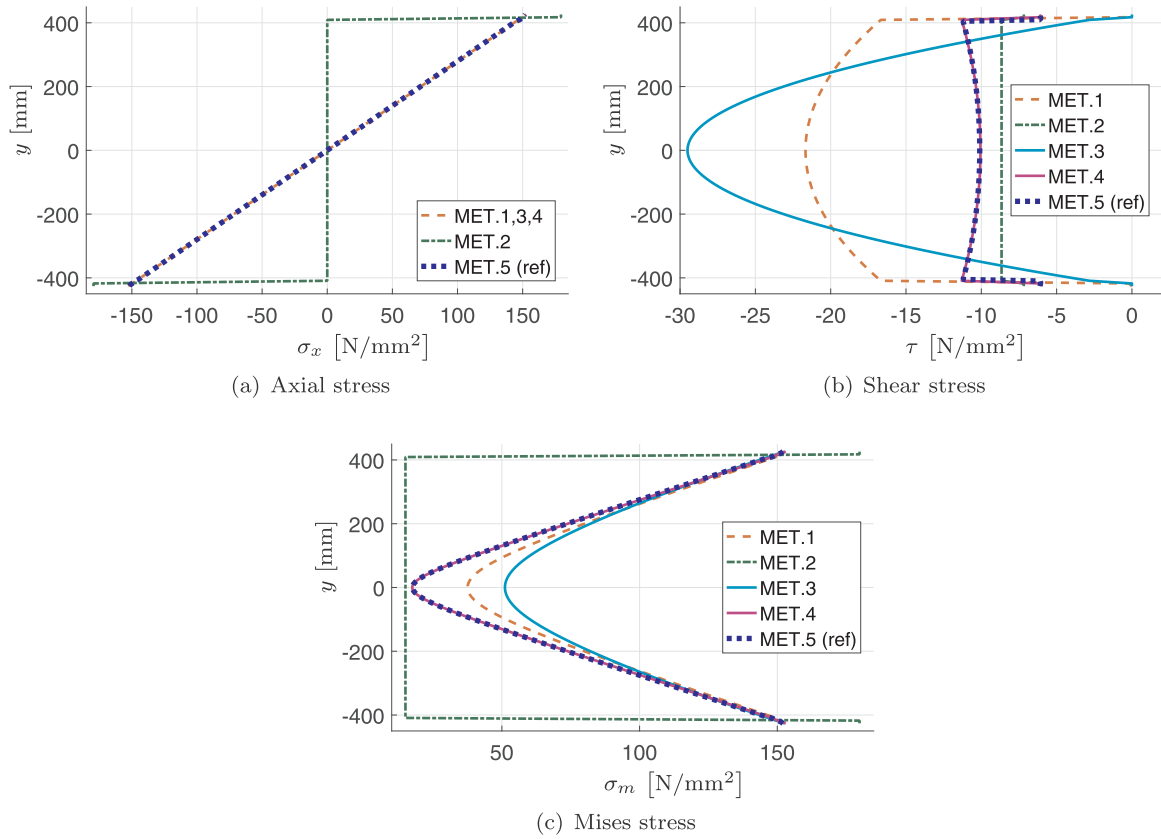 400
200
0
-200
-400
y [mm]
-150 -100 -50 0 50 100 150
σx [N/mm²]
MET.1,3,4
MET.2
MET.5 (ref)
(a) Axial stress
400
200
0
-200
-400
y [mm]
-30 -25 -20 -15 -10 -5 0
τ [N/mm²]
MET.1
MET.2
MET.3
MET.4
MET.5 (ref)
(b) Shear stress
400
200
0
-200
-400
y [mm]
50 100 150
σm [N/mm²]
MET.1
MET.2
MET.3
MET.4
MET.5 (ref)
(c) Mises stress